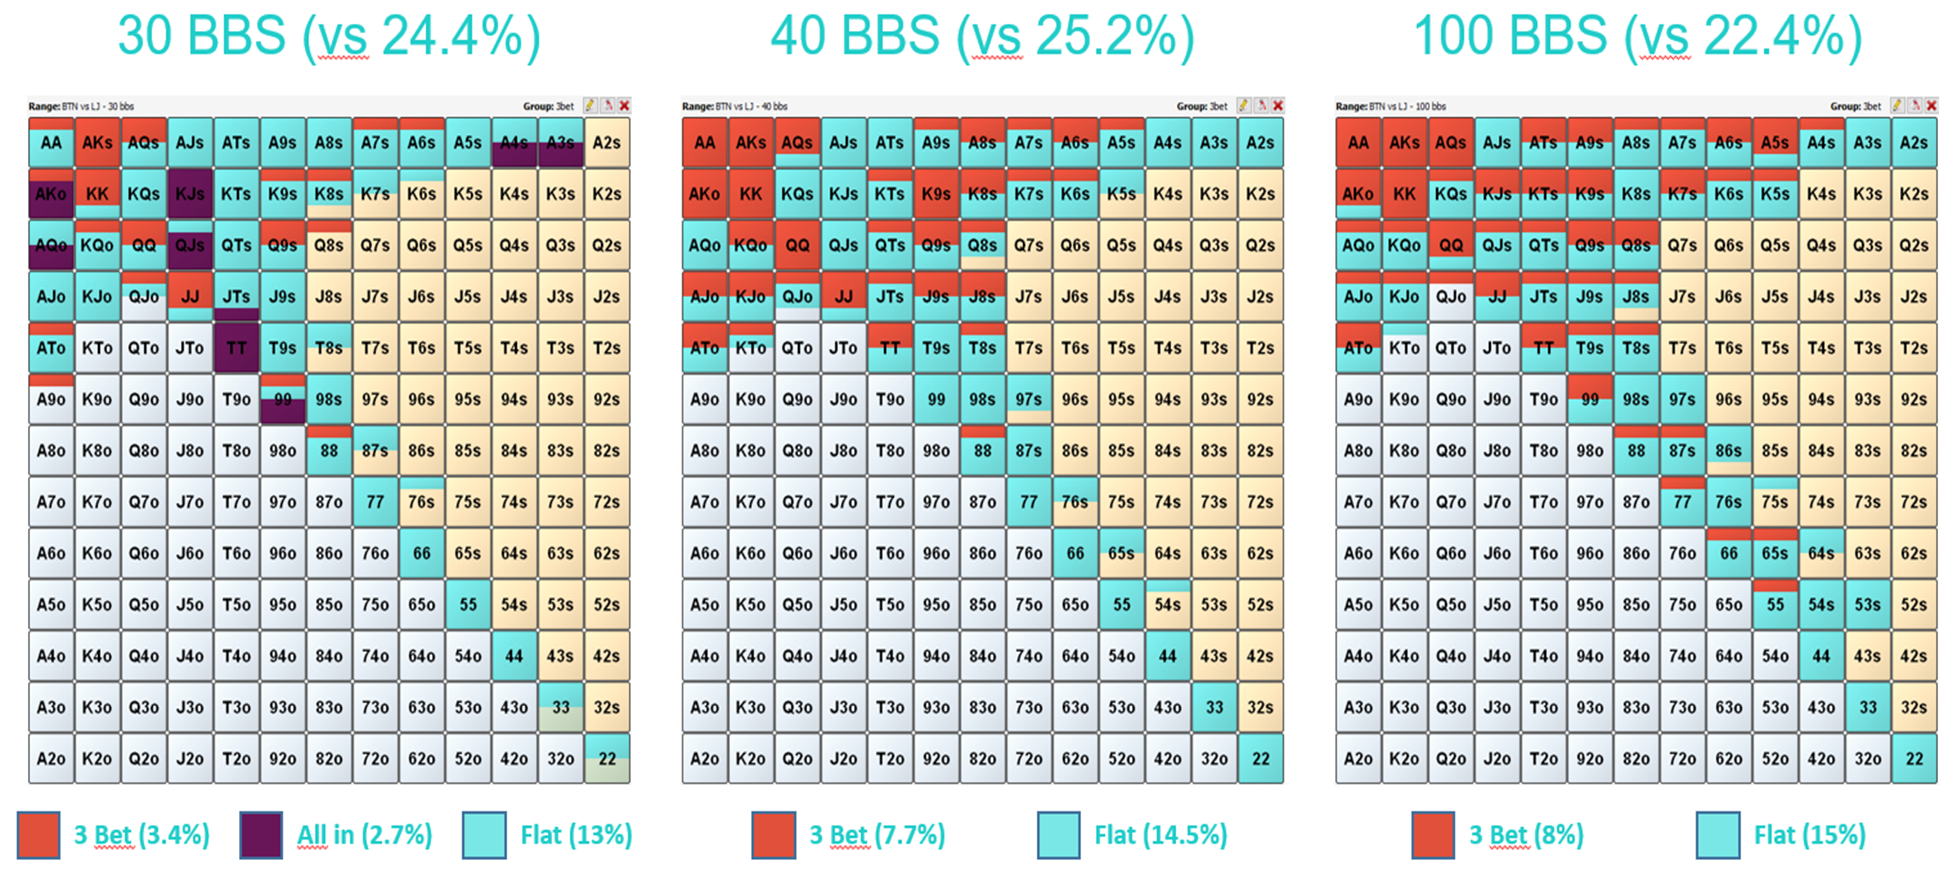 30 BBS (vs 24.4%)
40 BBS (vs 25.2%)
100 BBS (vs 22.4%)
Range: BTN vs LJ - 30 bbs
Group: 3bet
AA AKs AQs AJs ATs A9s A8s A7s A6s A5s A4s A3s A2s
AKo KK KQs KJs KTs K9s K8s K7s K6s K5s K4s K3s K2s
AQo KQo QQ QJs QTs Q9s Q8s Q7s Q6s Q5s Q4s Q3s Q2s
AJo KJo QJo JJ JTs J9s J8s J7s J6s J5s J4s J3s J2s
ATo KTo QTo JTo TT T9s T8s T7s T6s T5s T4s T3s T2s
A9o K9o Q9o J9o T9o 99 98s 97s 96s 95s 94s 93s 92s
A8o K8o Q8o J8o T8o 98o 88 87s 86s 85s 84s 83s 82s
A7o K7o Q7o J7o T7o 97o 87o 77 76s 75s 74s 73s 72s
A6o K6o Q6o J6o T6o 96o 86o 76o 66 65s 64s 63s 62s
A5o K5o Q5o J5o T5o 95o 85o 75o 65o 55 54s 53s 52s
A4o K4o Q4o J4o T4o 94o 84o 74o 64o 54o 44 43s 42s
A3o K3o Q3o J3o T3o 93o 83o 73o 63o 53o 43o 33 32s
A2o K2o Q2o J2o T2o 92o 82o 72o 62o 52o 42o 32o 22
3 Bet (3.4%)
All in (2.7%)
Flat (13%)
Range: BTN vs LJ - 40 bbs
Group: 3bet
AA AKs AQs AJs ATs A9s A8s A7s A6s A5s A4s A3s A2s
AKo KK KQs KJs KTs K9s K8s K7s K6s K5s K4s K3s K2s
AQo KQo QQ QJs QTs Q9s Q8s Q7s Q6s Q5s Q4s Q3s Q2s
AJo KJo QJo JJ JTs J9s J8s J7s J6s J5s J4s J3s J2s
ATo KTo QTo JTo TT T9s T8s T7s T6s T5s T4s T3s T2s
A9o K9o Q9o J9o T9o 99 98s 97s 96s 95s 94s 93s 92s
A8o K8o Q8o J8o T8o 98o 88 87s 86s 85s 84s 83s 82s
A7o K7o Q7o J7o T7o 97o 87o 77 76s 75s 74s 73s 72s
A6o K6o Q6o J6o T6o 96o 86o 76o 66 65s 64s 63s 62s
A5o K5o Q5o J5o T5o 95o 85o 75o 65o 55 54s 53s 52s
A4o K4o Q4o J4o T4o 94o 84o 74o 64o 54o 44 43s 42s
A3o K3o Q3o J3o T3o 93o 83o 73o 63o 53o 43o 33 32s
A2o K2o Q2o J2o T2o 92o 82o 72o 62o 52o 42o 32o 22
3 Bet (7.7%)
Flat (14.5%)
Range: BTN vs LJ - 100 bbs
Group: 3bet
AA AKs AQs AJs ATs A9s A8s A7s A6s A5s A4s A3s A2s
AKo KK KQs KJs KTs K9s K8s K7s K6s K5s K4s K3s K2s
AQo KQo QQ QJs QTs Q9s Q8s Q7s Q6s Q5s Q4s Q3s Q2s
AJo KJo QJo JJ JTs J9s J8s J7s J6s J5s J4s J3s J2s
ATo KTo QTo JTo TT T9s T8s T7s T6s T5s T4s T3s T2s
A9o K9o Q9o J9o T9o 99 98s 97s 96s 95s 94s 93s 92s
A8o K8o Q8o J8o T8o 98o 88 87s 86s 85s 84s 83s 82s
A7o K7o Q7o J7o T7o 97o 87o 77 76s 75s 74s 73s 72s
A6o K6o Q6o J6o T6o 96o 86o 76o 66 65s 64s 63s 62s
A5o K5o Q5o J5o T5o 95o 85o 75o 65o 55 54s 53s 52s
A4o K4o Q4o J4o T4o 94o 84o 74o 64o 54o 44 43s 42s
A3o K3o Q3o J3o T3o 93o 83o 73o 63o 53o 43o 33 32s
A2o K2o Q2o J2o T2o 92o 82o 72o 62o 52o 42o 32o 22
3 Bet (8%)
Flat (15%)